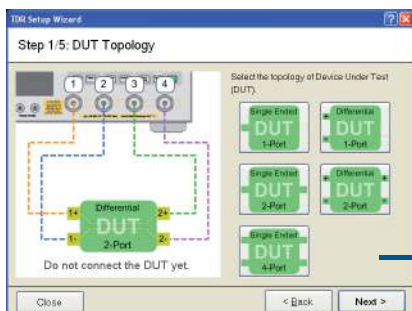 TDR Setup Wizard
Step 1/5: DUT Topology
1 2 3 4
1+ Differential 2+
DUT
1- 2-Port 2-
Do not connect the DUT yet.
Select the topology of Device Under Test
(DUT).
Single Ended
DUT
1-Port
Differential
DUT
1-Port
Single Ended
DUT
2-Port
Differential
DUT
2-Port
Single Ended
DUT
4-Port
Close
< Back
Next >